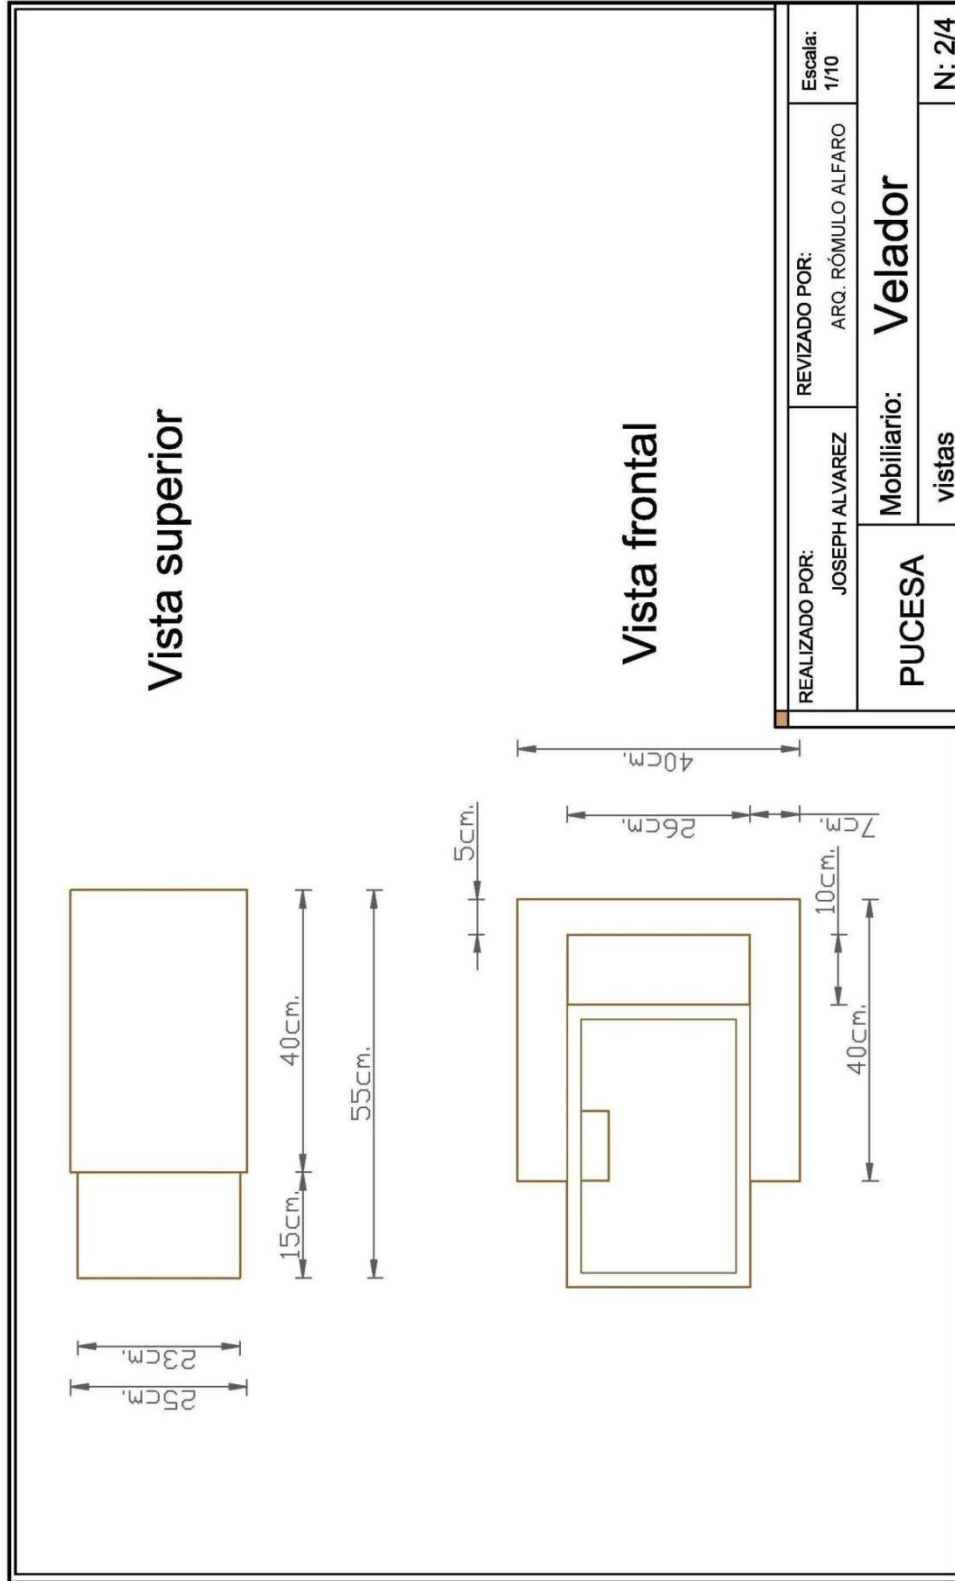 Vista superior
25cm.
23cm.
15cm.
40cm.
55cm.
Vista frontal
5cm.
40cm.
26cm.
7cm.
10cm.
40cm.
REALIZADO POR:
JOSEPH ALVAREZ
REVIZADO POR:
ARQ. RÓMULO ALFARO
Escala:
1/10
PUCESA
Mobiliario: Velador
vistas
N: 2/4